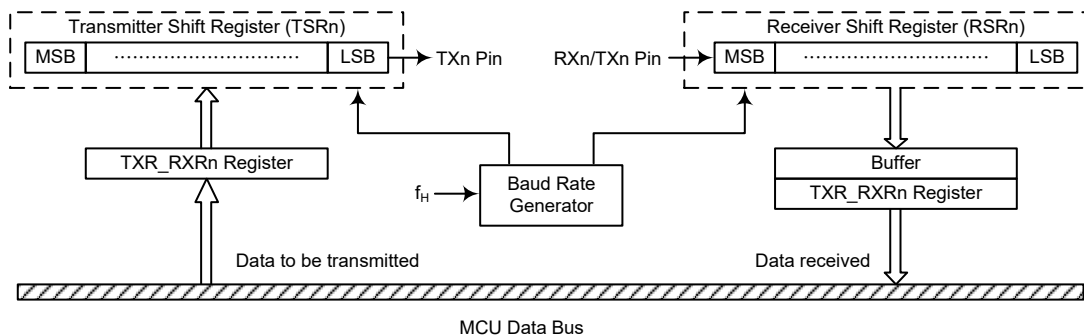 Transmitter Shift Register (TSRn)
MSB ………………………… LSB
TXn Pin
RXn/TXn Pin
Receiver Shift Register (RSRn)
MSB ………………………… LSB
TXR_RXRn Register
fH
Baud Rate
Generator
Buffer
TXR_RXRn Register
Data to be transmitted
Data received
MCU Data Bus